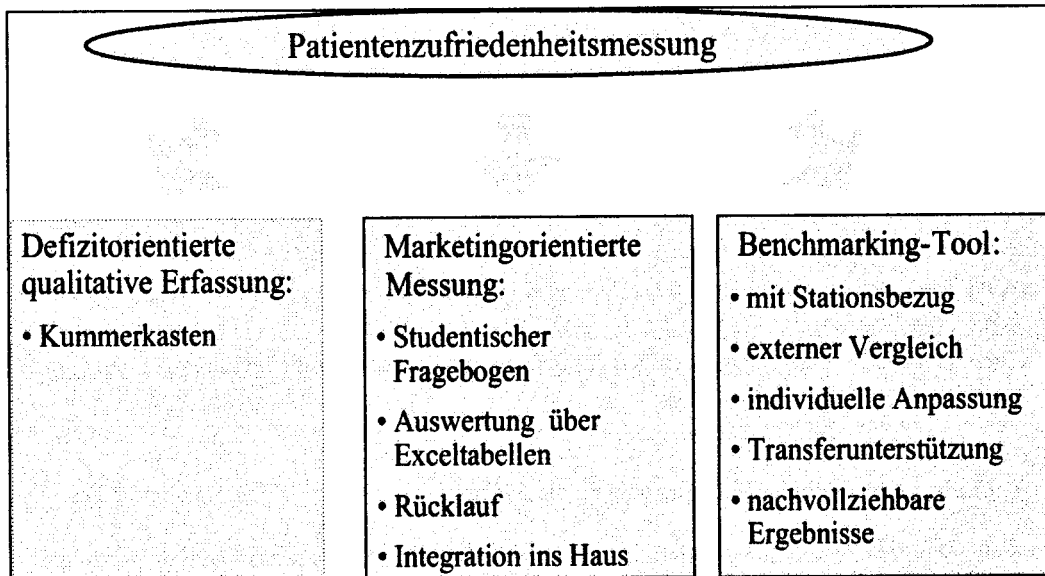 Patientenzufriedenheitsmessung
Defizitorientierte
qualitative Erfassung:
• Kummerkasten
Marketingorientierte
Messung:
• Studentischer
Fragebogen
• Auswertung über
Exceltabellen
• Rücklauf
• Integration ins Haus
Benchmarking-Tool:
• mit Stationsbezug
• externer Vergleich
• individuelle Anpassung
• Transferunterstützung
• nachvollziehbare
Ergebnisse